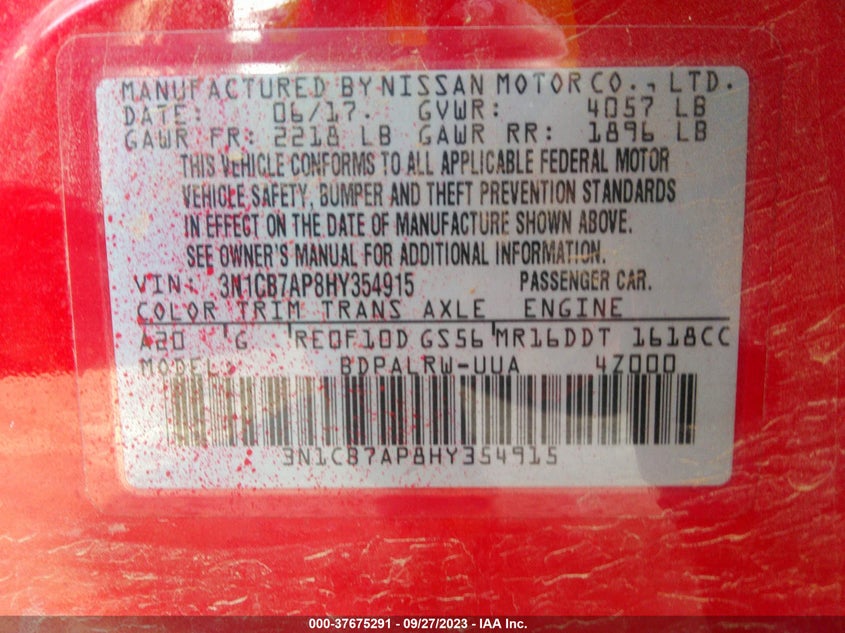 MANUFACTURED BY NISSAN MOTOR CO., LTD.
DATE: 06/17. GVWR: 4057 LB
GAWR FR: 2218 LB GAWR RR: 1896 LB
THIS VEHICLE CONFORMS TO ALL APPLICABLE FEDERAL MOTOR
VEHICLE SAFETY, BUMPER AND THEFT PREVENTION STANDARDS
IN EFFECT ON THE DATE OF MANUFACTURE SHOWN ABOVE.
SEE OWNER'S MANUAL FOR ADDITIONAL INFORMATION.
VIN: 3N1CB7AP8HY354915 PASSENGER CAR.
COLOR TRIM TRANS AXLE ENGINE
A20 G RE0F10D GS56 MR16DDT 1618CC
MODEL: BDPALRW-UUA 4Z000
3N1CB7AP8HY354915
000-37675291 - 09/27/2023 - IAA Inc.